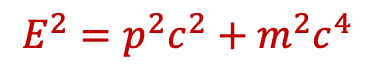 E² = p²c² + m²c⁴